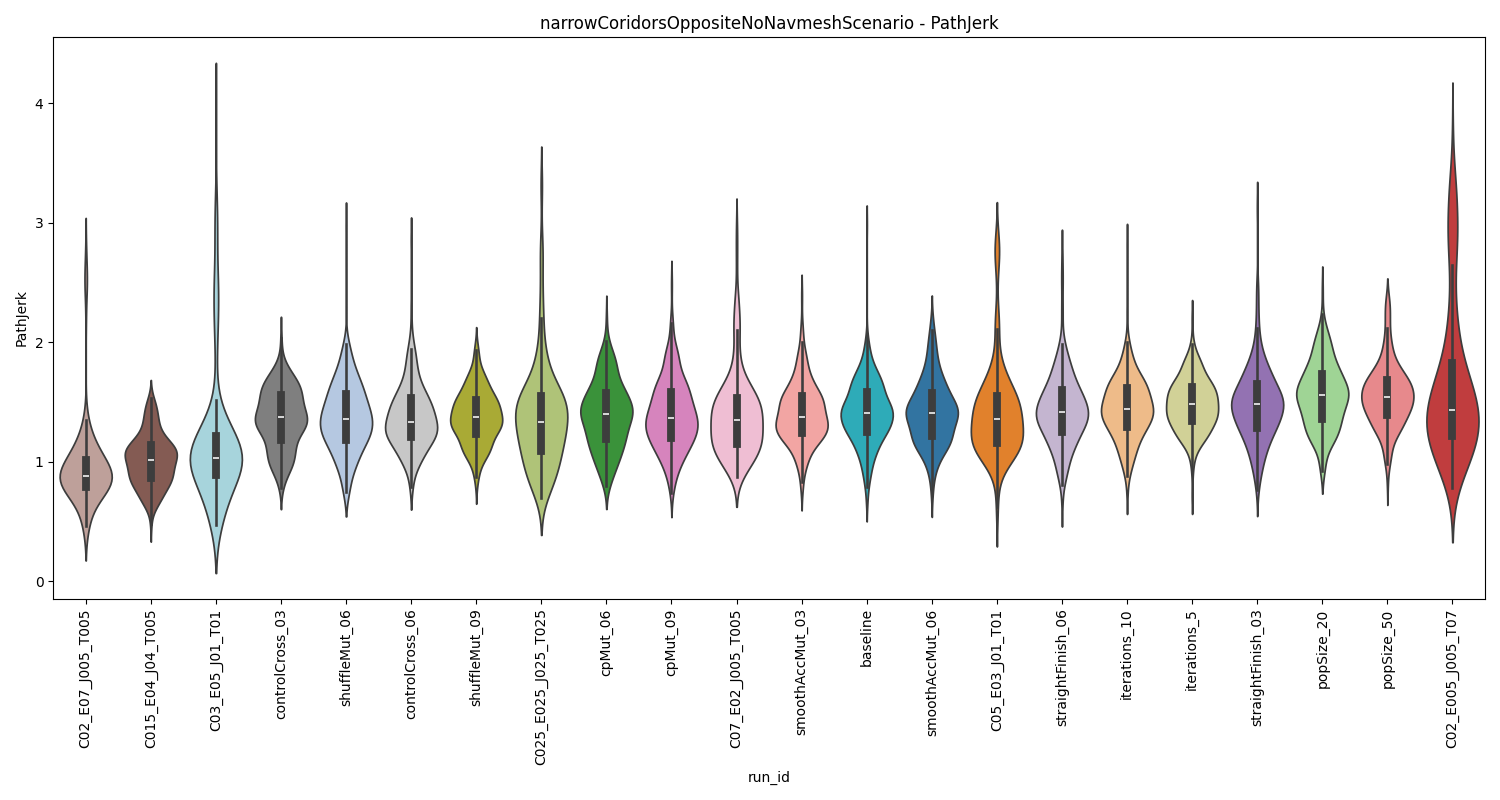 narrowCoridorsOppositeNoNavmeshScenario - PathJerk
PathJerk
4
3
2
1
0
C02_E07_J005_T005
C015_E04_J04_T005
C03_E05_J01_T01
controlCross_03
shuffleMut_06
controlCross_06
shuffleMut_09
C025_E025_J025_T025
cpMut_06
cpMut_09
C07_E02_J005_T005
smoothAccMut_03
baseline
smoothAccMut_06
C05_E03_J01_T01
straightFinish_06
iterations_10
iterations_5
straightFinish_03
popSize_20
popSize_50
C02_E005_J005_T07
run_id